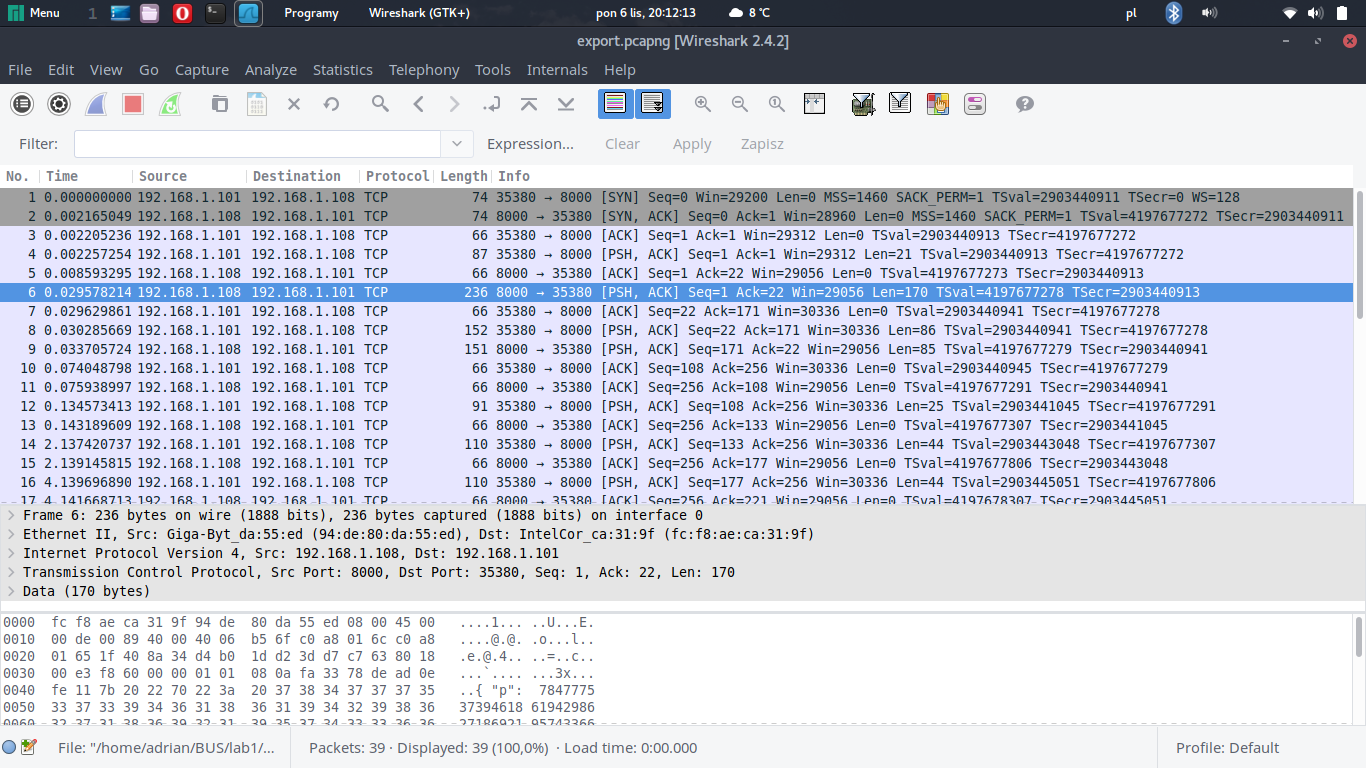 Menu 1 Programy Wireshark (GTK+) pon 6 lis, 20:12:13 8 °C pl
export.pcapng [Wireshark 2.4.2]
File Edit View Go Capture Analyze Statistics Telephony Tools Internals Help
Filter: Expression... Clear Apply Zapisz
No. Time Source Destination Protocol Length Info
1 0.000000000 192.168.1.101 192.168.1.108 TCP 74 35380 → 8000 [SYN] Seq=0 Win=29200 Len=0 MSS=1460 SACK_PERM=1 TSval=2903440911 TSecr=0 WS=128
2 0.002165049 192.168.1.108 192.168.1.101 TCP 74 8000 → 35380 [SYN, ACK] Seq=0 Ack=1 Win=28960 Len=0 MSS=1460 SACK_PERM=1 TSval=4197677272 TSecr=2903440911
3 0.002205236 192.168.1.101 192.168.1.108 TCP 66 35380 → 8000 [ACK] Seq=1 Ack=1 Win=29312 Len=0 TSval=2903440913 TSecr=4197677272
4 0.002257254 192.168.1.101 192.168.1.108 TCP 87 35380 → 8000 [PSH, ACK] Seq=1 Ack=1 Win=29312 Len=21 TSval=2903440913 TSecr=4197677272
5 0.008593295 192.168.1.108 192.168.1.101 TCP 66 8000 → 35380 [ACK] Seq=1 Ack=22 Win=29056 Len=0 TSval=4197677273 TSecr=2903440913
6 0.029578214 192.168.1.108 192.168.1.101 TCP 236 8000 → 35380 [PSH, ACK] Seq=1 Ack=22 Win=29056 Len=170 TSval=4197677278 TSecr=2903440913
7 0.029629861 192.168.1.101 192.168.1.108 TCP 66 35380 → 8000 [ACK] Seq=22 Ack=171 Win=30336 Len=0 TSval=2903440941 TSecr=4197677278
8 0.030285669 192.168.1.101 192.168.1.108 TCP 152 35380 → 8000 [PSH, ACK] Seq=22 Ack=171 Win=30336 Len=86 TSval=2903440941 TSecr=4197677278
9 0.033705724 192.168.1.108 192.168.1.101 TCP 151 8000 → 35380 [PSH, ACK] Seq=171 Ack=22 Win=29056 Len=85 TSval=4197677279 TSecr=2903440941
10 0.074048798 192.168.1.101 192.168.1.108 TCP 66 35380 → 8000 [ACK] Seq=108 Ack=256 Win=30336 Len=0 TSval=2903440945 TSecr=4197677279
11 0.075938997 192.168.1.108 192.168.1.101 TCP 66 8000 → 35380 [ACK] Seq=256 Ack=108 Win=29056 Len=0 TSval=4197677291 TSecr=2903440941
12 0.134573413 192.168.1.101 192.168.1.108 TCP 91 35380 → 8000 [PSH, ACK] Seq=108 Ack=256 Win=30336 Len=25 TSval=2903441045 TSecr=4197677291
13 0.143189609 192.168.1.108 192.168.1.101 TCP 66 8000 → 35380 [ACK] Seq=256 Ack=133 Win=29056 Len=0 TSval=4197677307 TSecr=2903441045
14 2.137420737 192.168.1.101 192.168.1.108 TCP 110 35380 → 8000 [PSH, ACK] Seq=133 Ack=256 Win=30336 Len=44 TSval=2903443048 TSecr=4197677307
15 2.139145815 192.168.1.108 192.168.1.101 TCP 66 8000 → 35380 [ACK] Seq=256 Ack=177 Win=29056 Len=0 TSval=4197677806 TSecr=2903443048
16 4.139696890 192.168.1.101 192.168.1.108 TCP 110 35380 → 8000 [PSH, ACK] Seq=177 Ack=256 Win=30336 Len=44 TSval=2903445051 TSecr=4197677806
17 4.141668713 192.168.1.108 192.168.1.101 TCP 66 8000 → 35380 [ACK] Seq=256 Ack=221 Win=29056 Len=0 TSval=4197678307 TSecr=2903445051
Frame 6: 236 bytes on wire (1888 bits), 236 bytes captured (1888 bits) on interface 0
Ethernet II, Src: Giga-Byt_da:55:ed (94:de:80:da:55:ed), Dst: IntelCor_ca:31:9f (fc:f8:ae:ca:31:9f)
Internet Protocol Version 4, Src: 192.168.1.108, Dst: 192.168.1.101
Transmission Control Protocol, Src Port: 8000, Dst Port: 35380, Seq: 1, Ack: 22, Len: 170
Data (170 bytes)
0000 fc f8 ae ca 31 9f 94 de 80 da 55 ed 08 00 45 00 ....1... ..U...E.
0010 00 de 00 89 40 00 40 06 b5 6f c0 a8 01 6c c0 a8 ....@.@. .o...l..
0020 01 65 1f 40 8a 34 d4 b0 1d d2 3d d7 c7 63 80 18 .e.@.4.. ..=..c..
0030 00 e3 f8 60 00 00 01 01 08 0a fa 33 78 de ad 0e ...`.... ...3x...
0040 fe 11 7b 20 22 70 22 3a 20 37 38 34 37 37 37 35 ..{ "p": 7847775
0050 33 37 33 39 34 36 31 38 36 31 39 34 32 39 38 36 37394618 61942986
0060 32 37 31 38 36 39 32 31 39 35 37 34 33 33 36 36 27186921 95743366
File: "/home/adrian/BUS/lab1/... Packets: 39 · Displayed: 39 (100,0%) · Load time: 0:00.000 Profile: Default